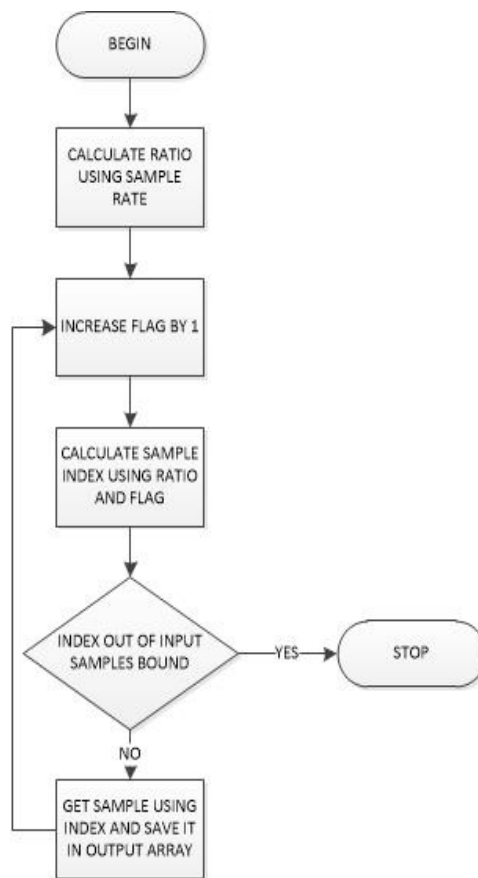 BEGIN
CALCULATE RATIO
USING SAMPLE
RATE
INCREASE FLAG BY 1
CALCULATE SAMPLE
INDEX USING RATIO
AND FLAG
INDEX OUT OF INPUT
SAMPLES BOUND
YES
STOP
NO
GET SAMPLE USING
INDEX AND SAVE IT
IN OUTPUT ARRAY